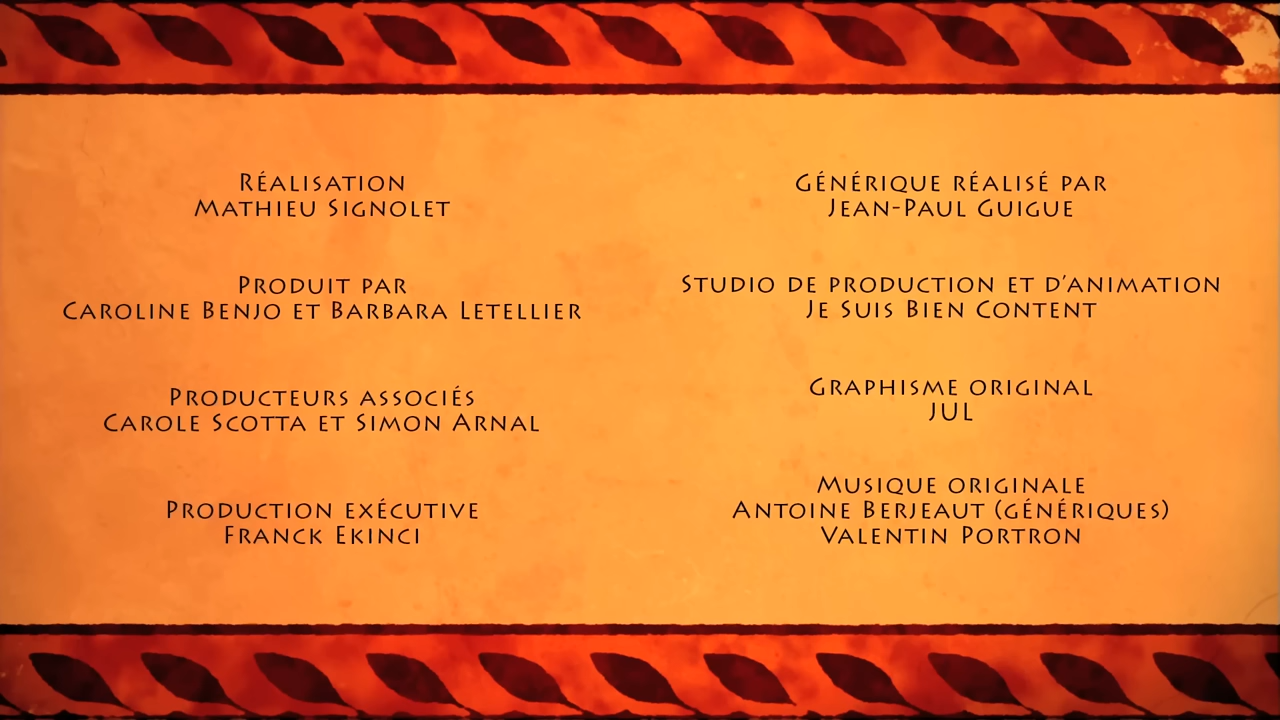 Réalisation
Mathieu Signolet
Produit par
Caroline Benjo et Barbara Letellier
Producteurs associés
Carole Scotta et Simon Arnal
Production exécutive
Franck Ekinci
Générique réalisé par
Jean-Paul Guigue
Studio de production et d’animation
Je Suis Bien Content
Graphisme original
JUL
Musique originale
Antoine Berjeaut (génériques)
Valentin Portron